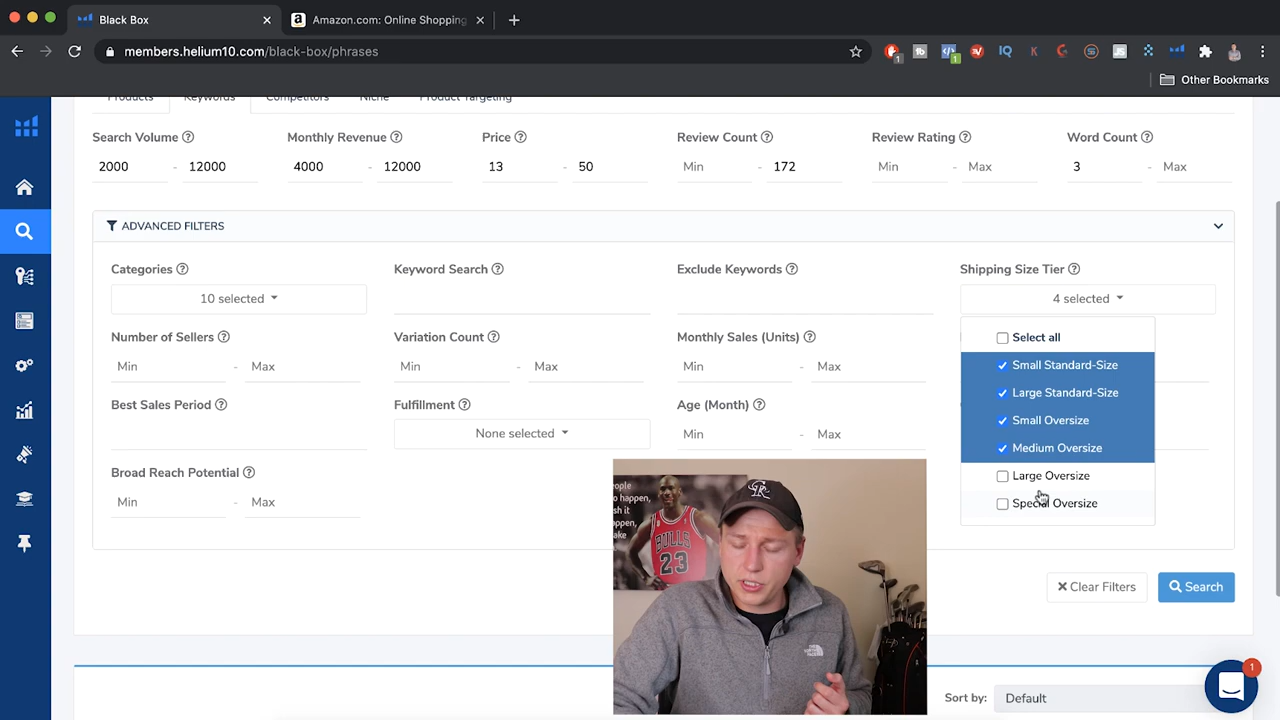 Black Box
Amazon.com: Online Shopping
members.helium10.com/black-box/phrases
1
1
Other Bookmarks
Products
Keywords
Competitors
Niche
Product Targeting
Search Volume
Monthly Revenue
Price
Review Count
Review Rating
Word Count
2000 - 12000
4000 - 12000
13 - 50
Min - 172
Min - Max
3 - Max
ADVANCED FILTERS
Categories
Keyword Search
Exclude Keywords
Shipping Size Tier
10 selected
4 selected
Select all
Small Standard-Size
Large Standard-Size
Small Oversize
Medium Oversize
Large Oversize
Special Oversize
Number of Sellers
Variation Count
Monthly Sales (Units)
Min - Max
Min - Max
Min - Max
Best Sales Period
Fulfillment
Age (Month)
None selected
Min - Max
Broad Reach Potential
Min - Max
Clear Filters
Search
BULLS
23
THE NORTH FACE
Sort by:
Default
1